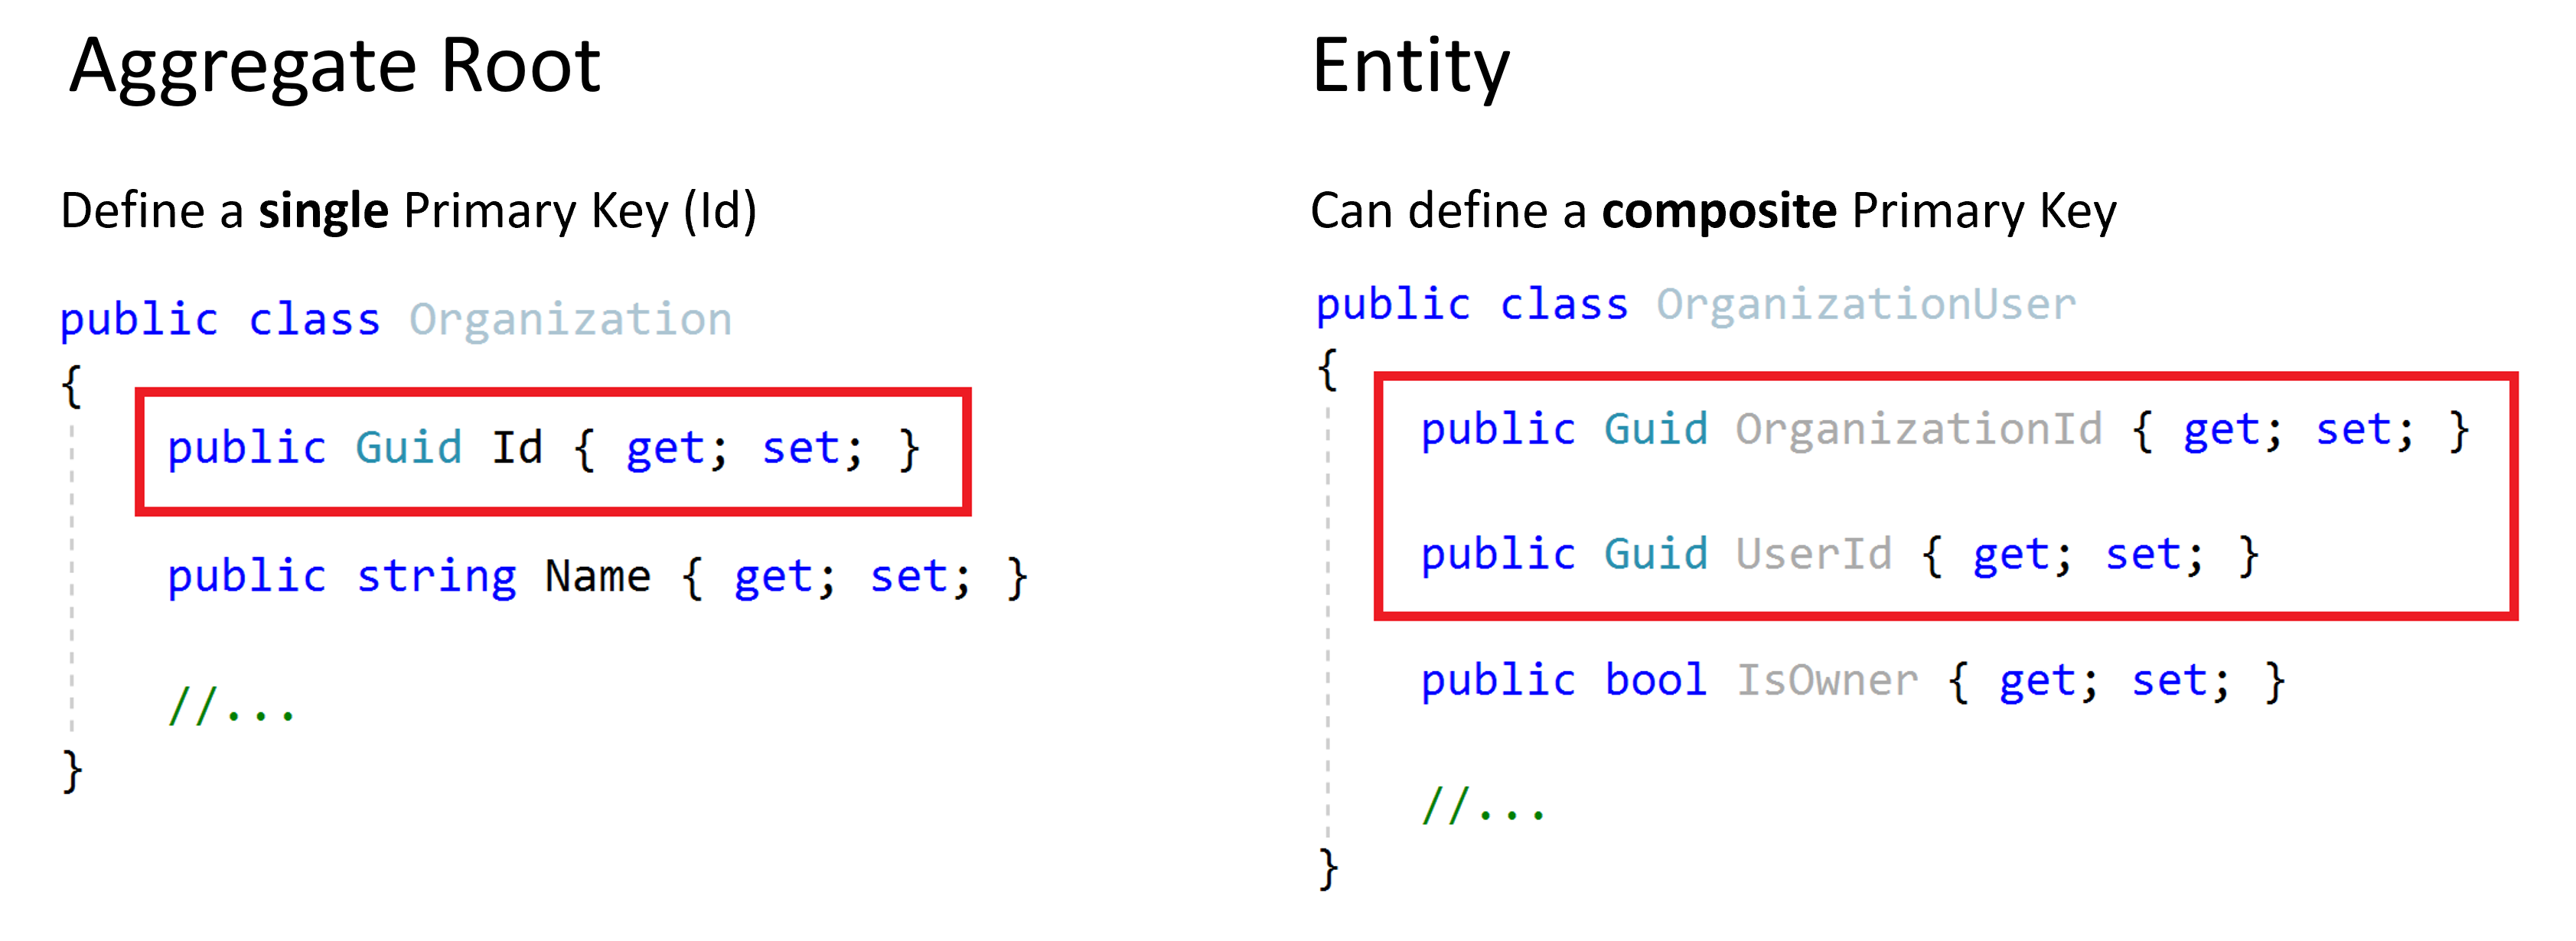 Aggregate Root
Define a single Primary Key (Id)
public class Organization
{
public Guid Id { get; set; }
public string Name { get; set; }
//...
}
Entity
Can define a composite Primary Key
public class OrganizationUser
{
public Guid OrganizationId { get; set; }
public Guid UserId { get; set; }
public bool IsOwner { get; set; }
//...
}